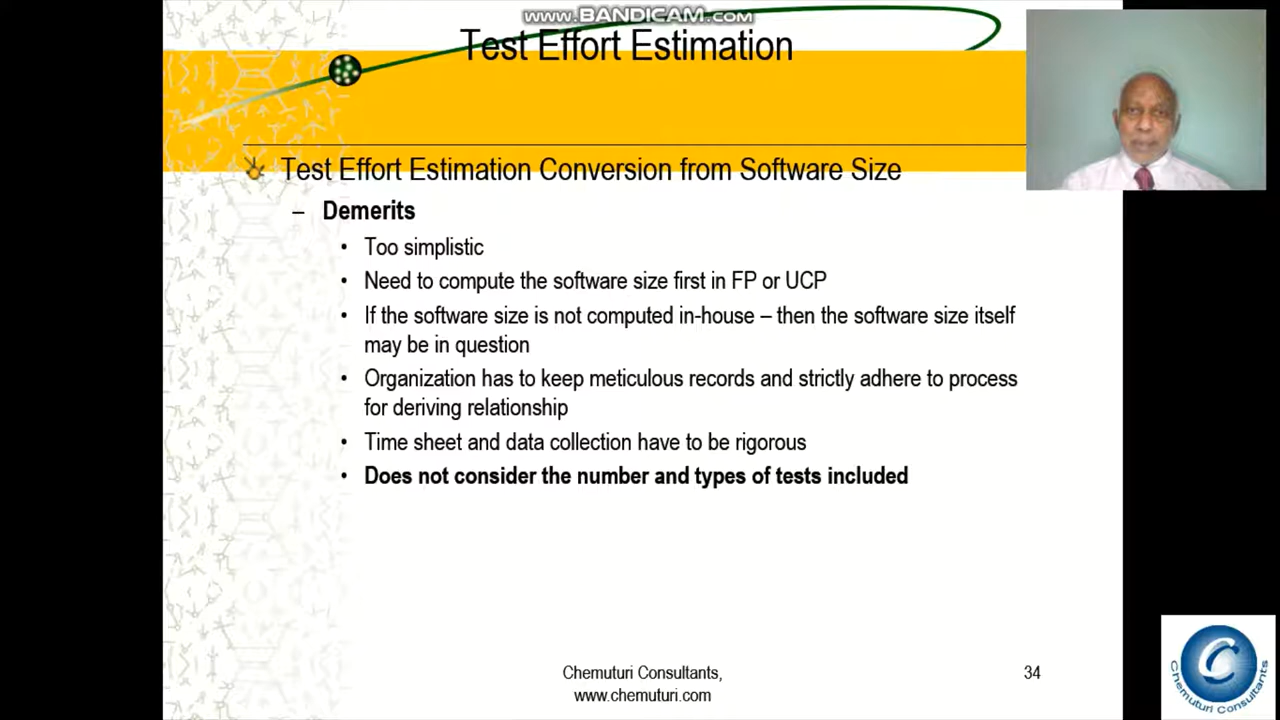 www.BANDICAM.com
Test Effort Estimation
Test Effort Estimation Conversion from Software Size
– Demerits
• Too simplistic
• Need to compute the software size first in FP or UCP
• If the software size is not computed in-house – then the software size itself
may be in question
• Organization has to keep meticulous records and strictly adhere to process
for deriving relationship
• Time sheet and data collection have to be rigorous
• Does not consider the number and types of tests included
Chemuturi Consultants,
www.chemuturi.com
34
C
Chemuturi Consultants